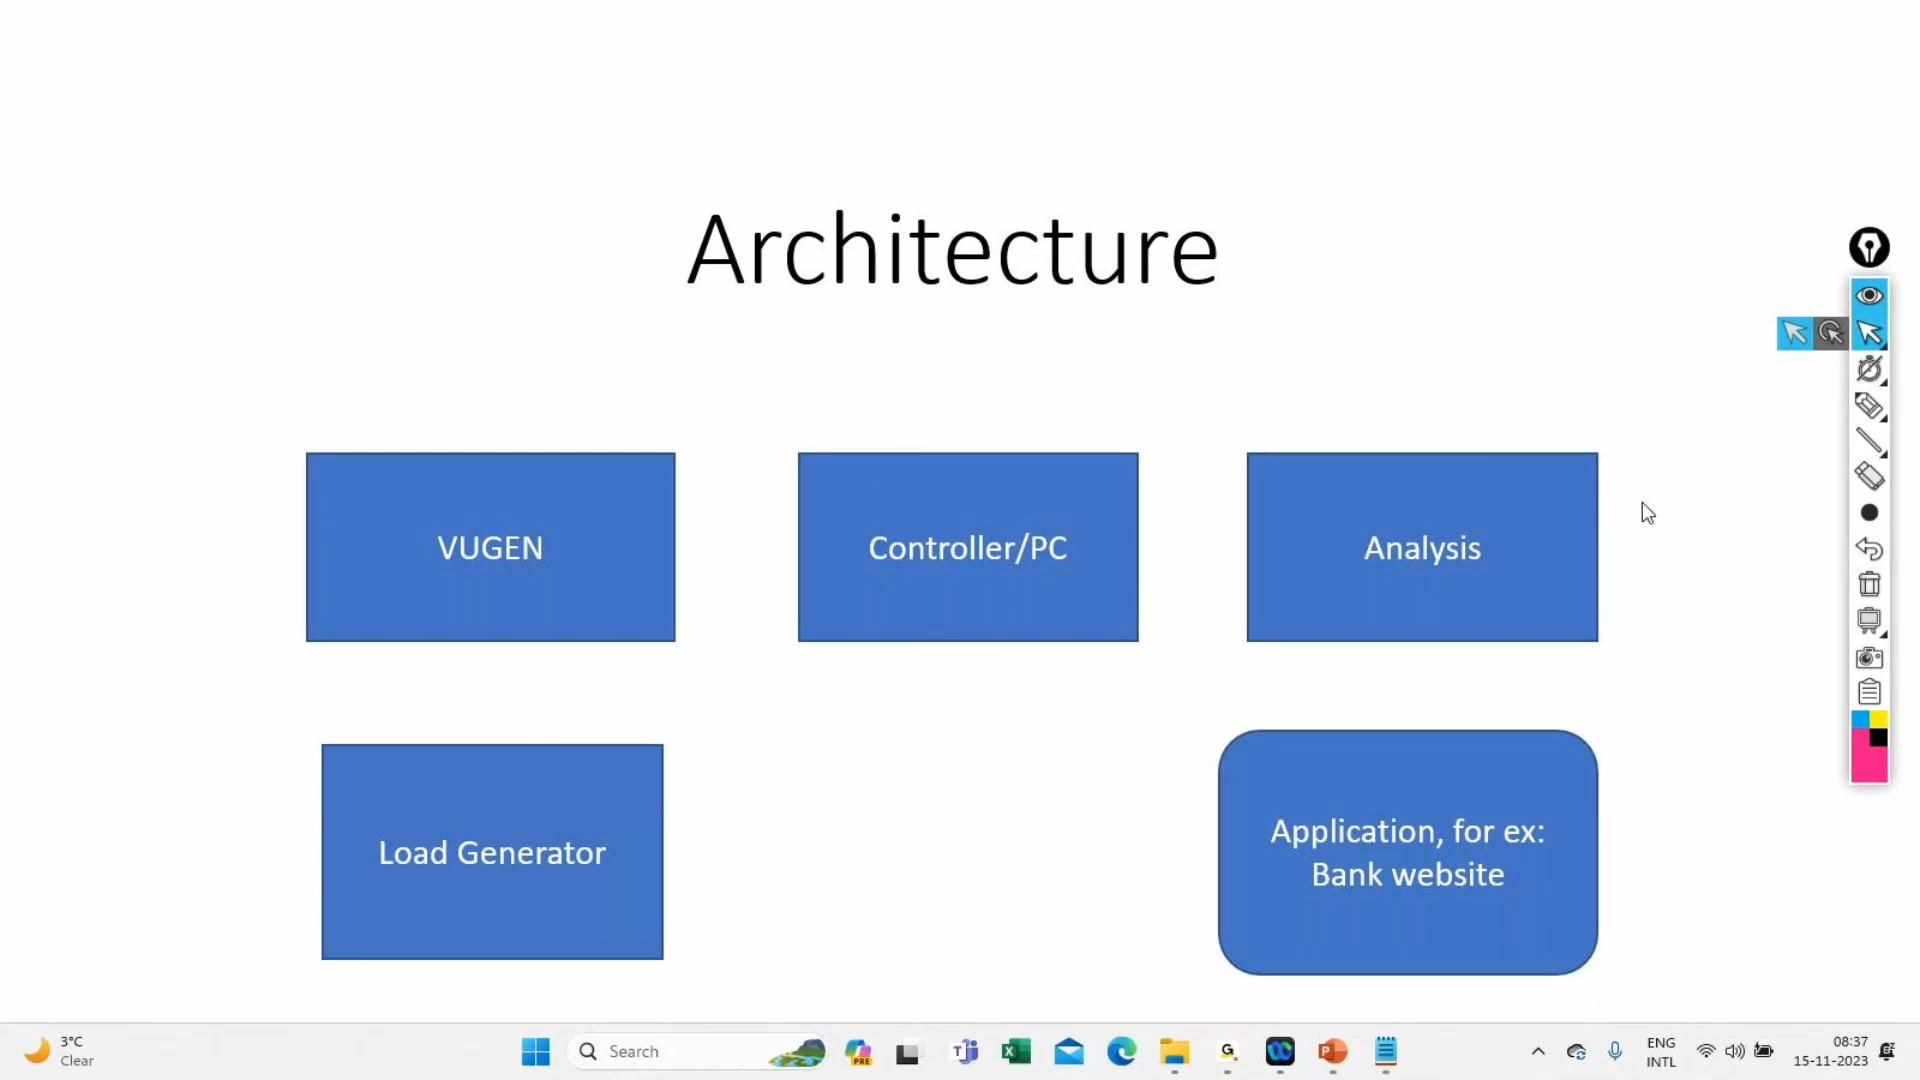 Architecture
VUGEN
Controller/PC
Analysis
Load Generator
Application, for ex:
Bank website
3°C
Clear
Search
PRE
ENG
INTL
08:37
15-11-2023